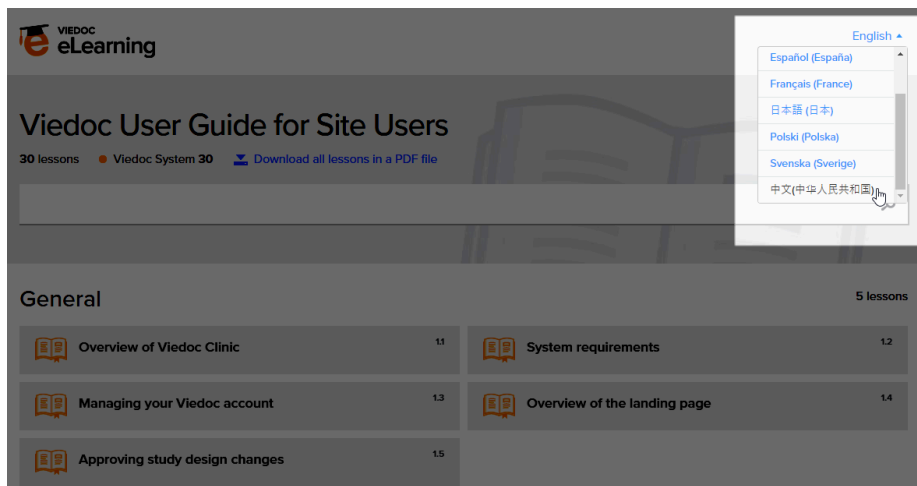 VIEDOC
eLearning
English
Español (España)
Français (France)
日本語 (日本)
Polski (Polska)
Svenska (Sverige)
中文(中华人民共和国)
Viedoc User Guide for Site Users
30 lessons Viedoc System 30 Download all lessons in a PDF file
General
5 lessons
Overview of Viedoc Clinic 1.1
System requirements 1.2
Managing your Viedoc account 1.3
Overview of the landing page 1.4
Approving study design changes 1.5